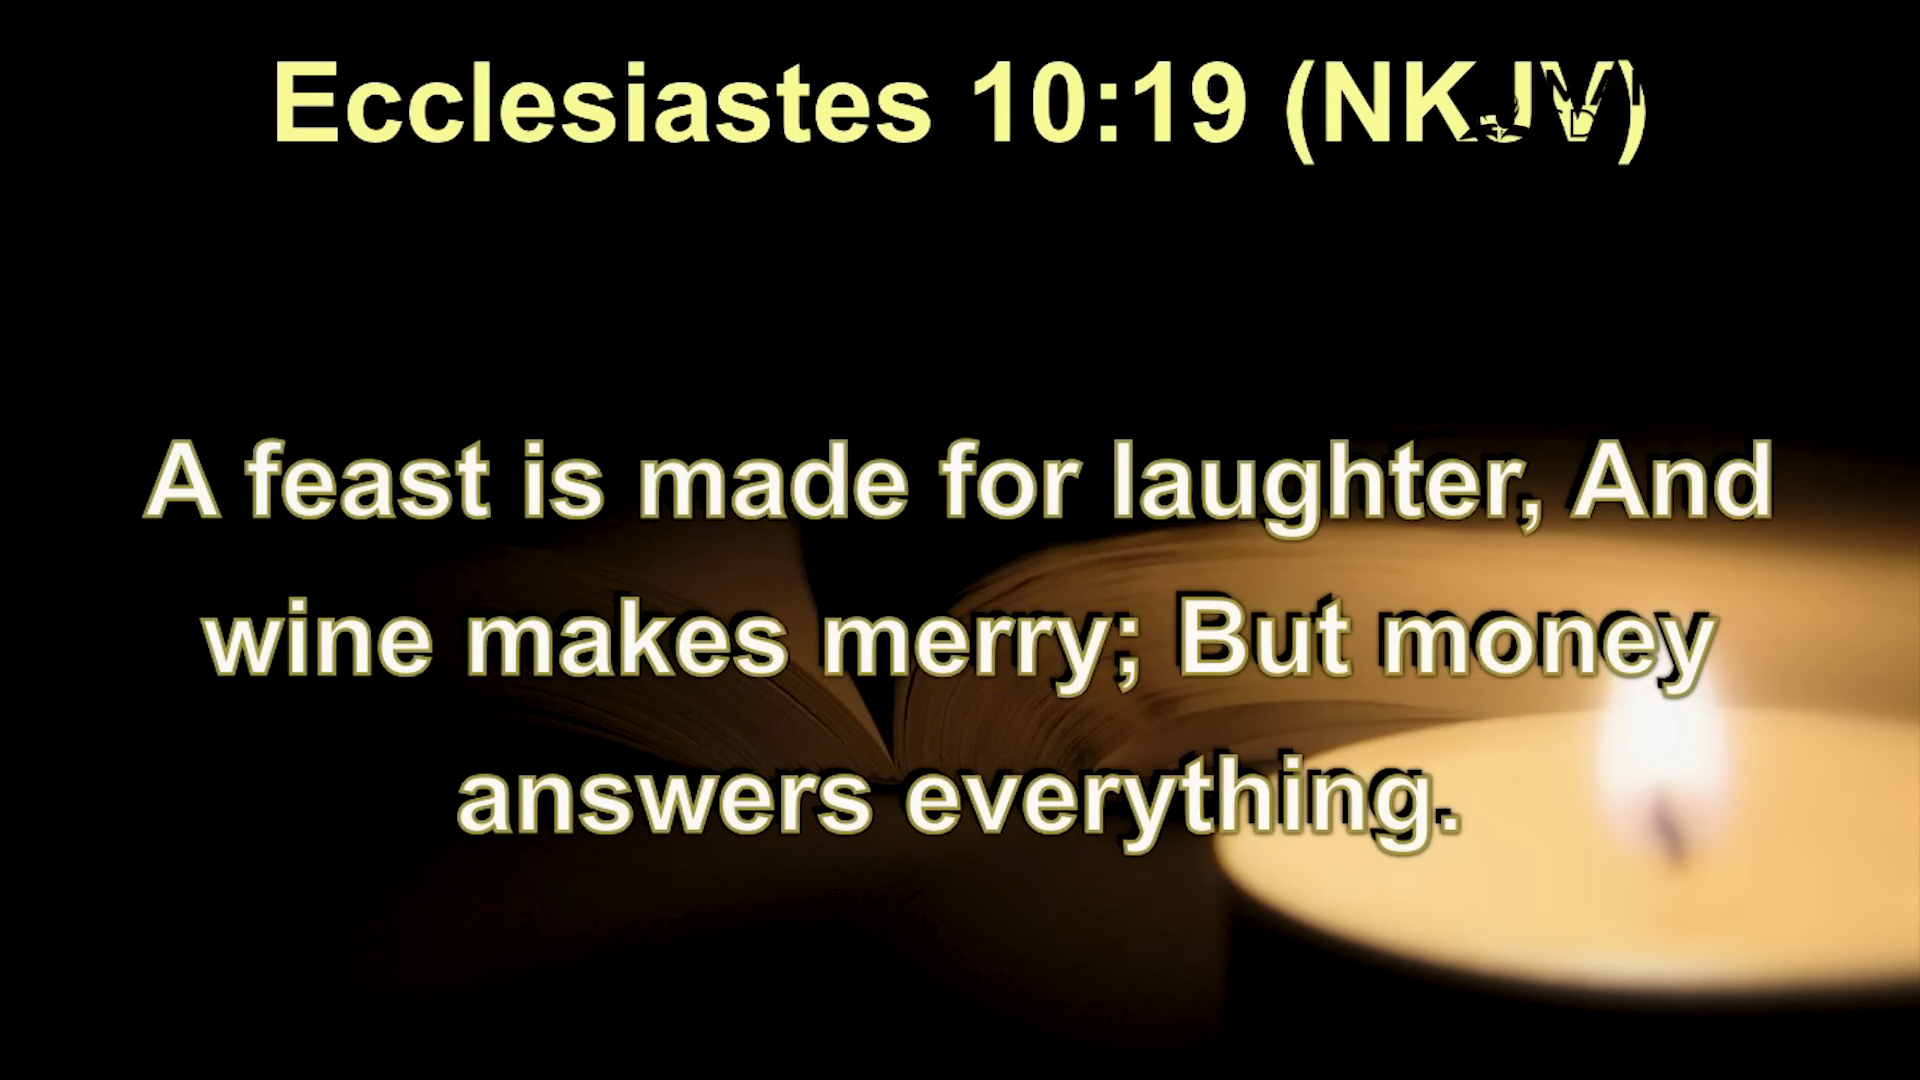 Ecclesiastes 10:19 (NKJV)
A feast is made for laughter, And
wine makes merry; But money
answers everything.